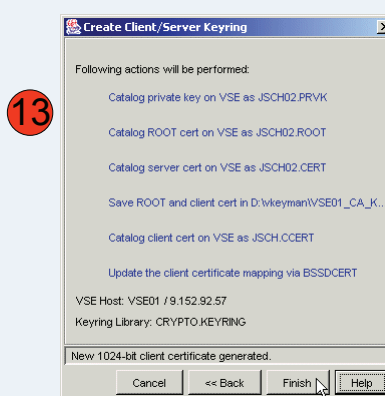 Create Client/Server Keyring
Following actions will be performed:
13
Catalog private key on VSE as JSCH02.PRVK
Catalog ROOT cert on VSE as JSCH02.ROOT
Catalog server cert on VSE as JSCH02.CERT
Save ROOT and client cert in D:\vkeyman\VSE01_CA_K...
Catalog client cert on VSE as JSCH.CCERT
Update the client certificate mapping via BSSDCERT
VSE Host: VSE01 / 9.152.92.57
Keyring Library: CRYPTO.KEYRING
New 1024-bit client certificate generated.
Cancel << Back Finish Help